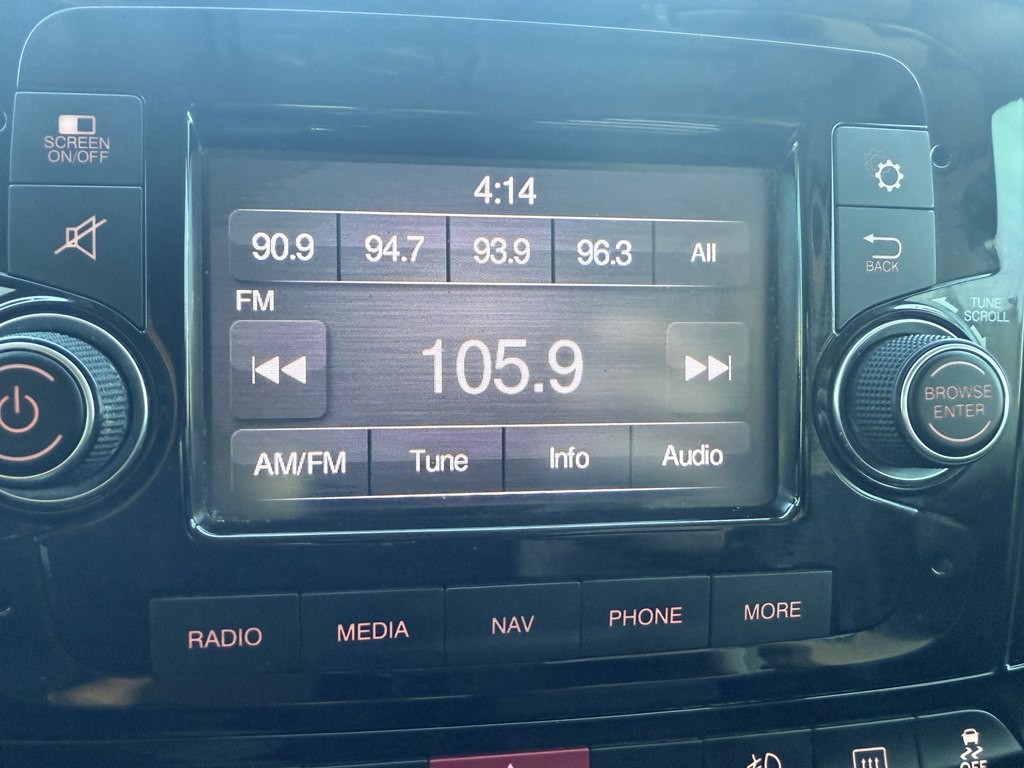 SCREEN
ON/OFF
4:14
90.9 94.7 93.9 96.3 All
BACK
FM
TUNE
SCROLL
105.9
BROWSE
ENTER
AM/FM Tune Info Audio
RADIO MEDIA NAV PHONE MORE
OFF